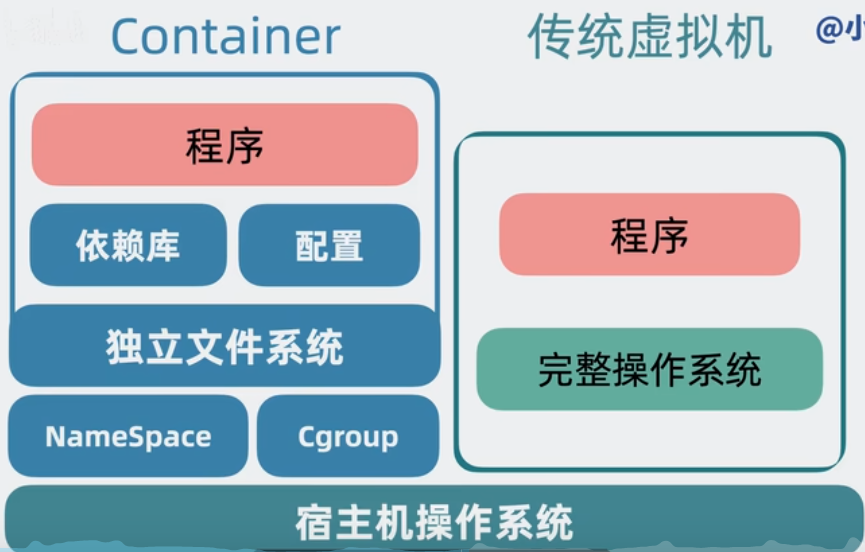 Container
传统虚拟机
@小
程序
依赖库
配置
独立文件系统
NameSpace
Cgroup
程序
完整操作系统
宿主机操作系统